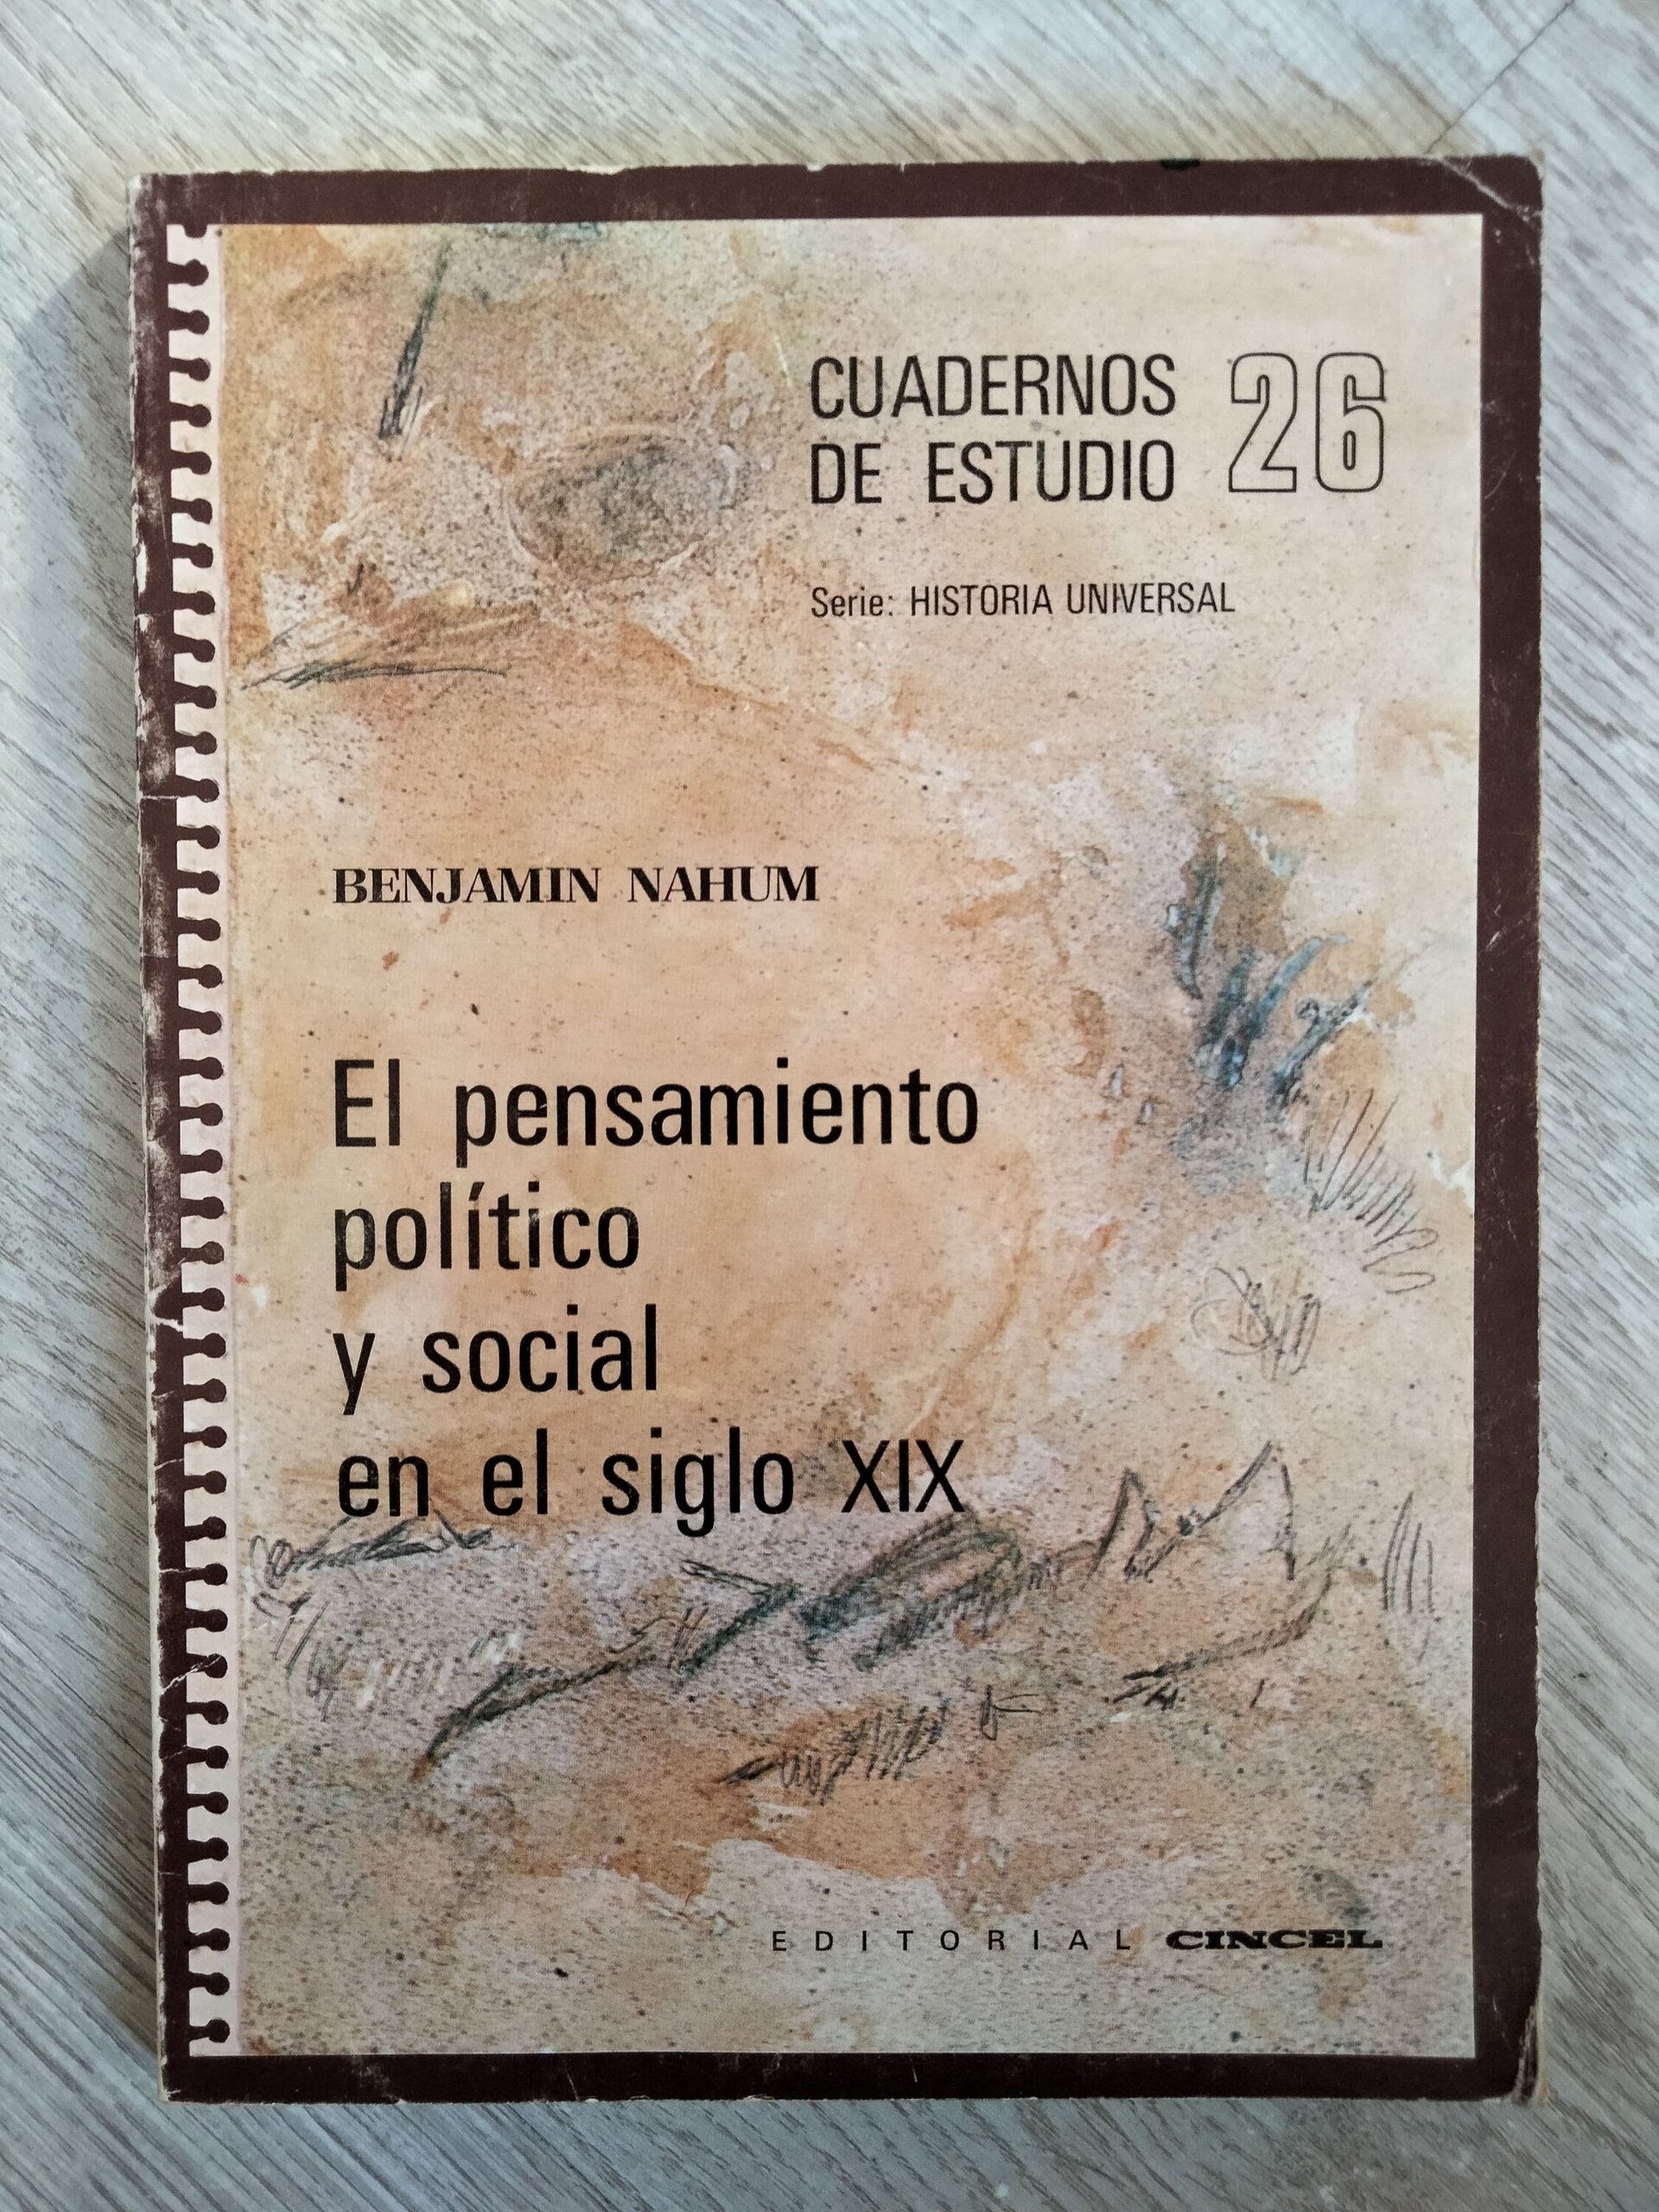 CUADERNOS 26
DE ESTUDIO
Serie: HISTORIA UNIVERSAL
BENJAMIN NAHUM
El pensamiento
político
y social
en el siglo XIX
EDITORIAL CINCEL